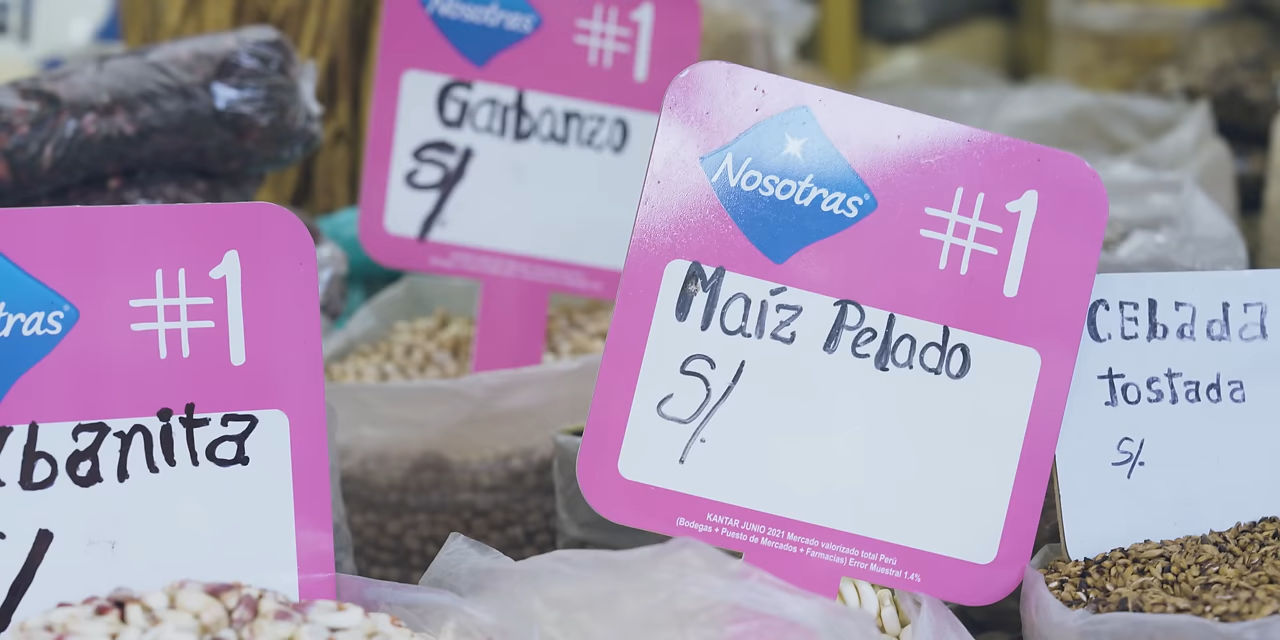 Nosotras
#1
Garbanzo
S/
Nosotras®
#1
Maíz Pelado
S/.
KANTAR JUNIO 2021 Mercado valorizado total Perú
(Bodegas + Puesto de Mercados + Farmacias) Error Muestral 1.4%
tras®
#1
banita
CEbada
tostada
S/.